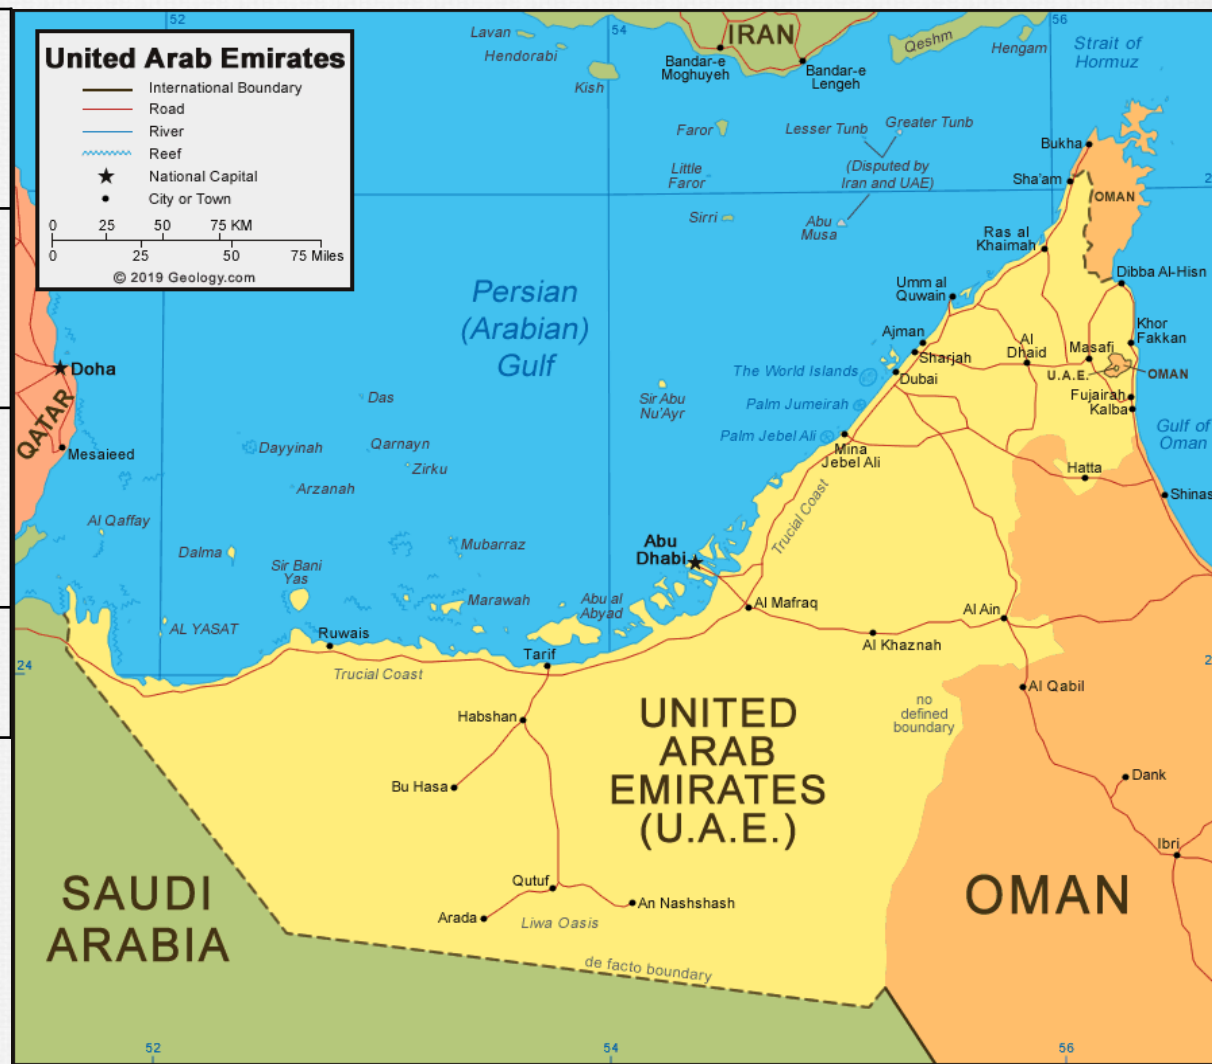 52
54
56
United Arab Emirates
International Boundary
Road
River
Reef
National Capital
City or Town
0 25 50 75 KM
0 25 50 75 Miles
© 2019 Geology.com
Lavan
Hendorabi
Kish
IRAN
Bandar-e
Moghuyeh
Bandar-e
Lengeh
Qeshm
Hengam
Strait of
Hormuz
Faror
Lesser Tunb
Greater Tunb
(Disputed by
Iran and UAE)
Little
Faror
Sirri
Abu
Musa
Bukha
Sha'am
OMAN
2
Ras al
Khaimah
Dibba Al-Hisn
Umm al
Quwain
Persian
(Arabian)
Gulf
Ajman
Sharjah
Dubai
Al
Dhaid
Masafi
Khor
Fakkan
U.A.E.
OMAN
Fujairah
Kalba
The World Islands
Palm Jumeirah
Palm Jebel Ali
Mina
Jebel Ali
Gulf of
Oman
Hatta
Shinas
Doha
QATAR
Mesaieed
Das
Sir Abu
Nu'Ayr
Dayyinah
Qarnayn
Zirku
Arzanah
Al Qaffay
Dalma
Mubarraz
Sir Bani
Yas
Marawah
Abu al
Abyad
AL YASAT
Abu
Dhabi
Trucial Coast
Al Mafraq
Al Khaznah
Al Ain
Ruwais
Tarif
Trucial Coast
24
2
Habshan
Bu Hasa
UNITED
ARAB
EMIRATES
(U.A.E.)
no
defined
boundary
Al Qabil
Dank
Ibri
Qutuf
Arada
An Nashshash
Liwa Oasis
SAUDI
ARABIA
OMAN
de facto boundary
52
54
56